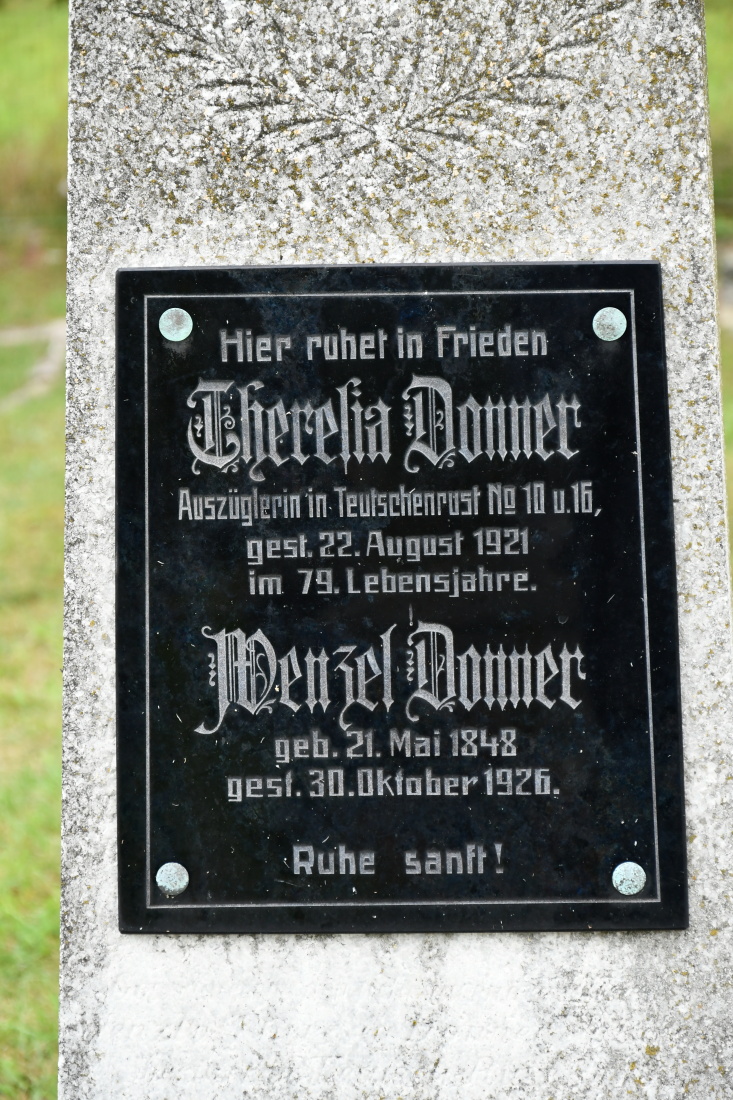 Hier ruhet in Frieden
Theresia Donner
Auszüglerin in Teutschenrust No 10 u. 16,
gest. 22. August 1921
im 79. Lebensjahre.
Wenzel Donner
geb. 21. Mai 1848
gest. 30. Oktober 1926.
Ruhe sanft!